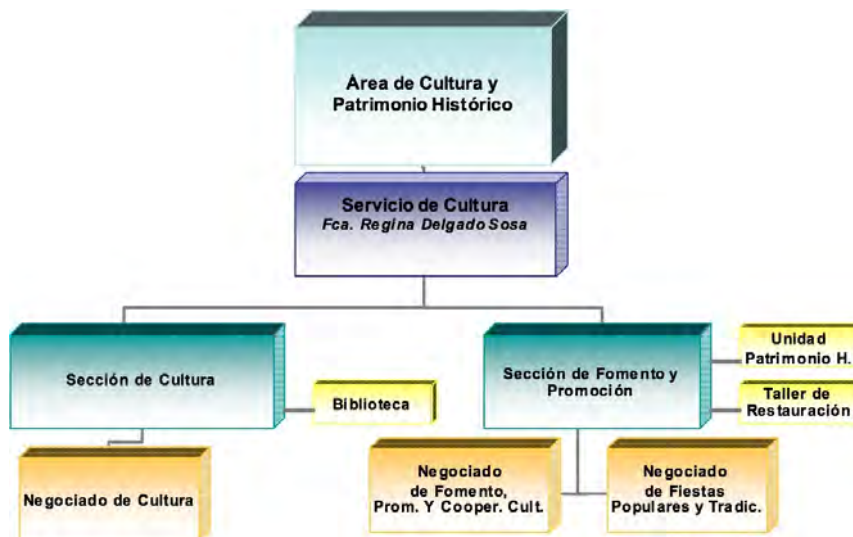 Área de Cultura y
Patrimonio Histórico
Servicio de Cultura
Fca. Regina Delgado Sosa
Sección de Cultura
Biblioteca
Negociado de Cultura
Sección de Fomento y
Promoción
Unidad
Patrimonio H.
Taller de
Restauración
Negociado
de Fomento,
Prom. Y Cooper. Cult.
Negociado
de Fiestas
Populares y Tradic.